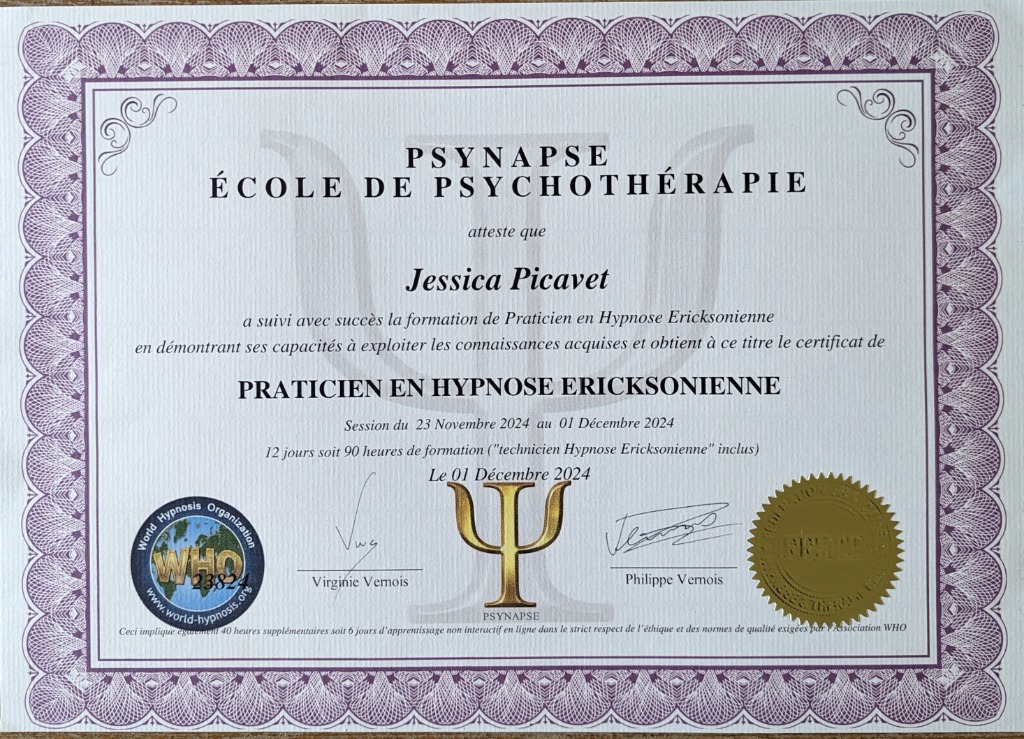 PSYNAPSE
ÉCOLE DE PSYCHOTHÉRAPIE
atteste que
Jessica Picavet
a suivi avec succès la formation de Praticien en Hypnose Ericksonienne
en démontrant ses capacités à exploiter les connaissances acquises et obtient à ce titre le certificat de
PRATICIEN EN HYPNOSE ERICKSONIENNE
Session du 23 Novembre 2024 au 01 Décembre 2024
12 jours soit 90 heures de formation ("technicien Hypnose Ericksonienne" inclus)
Le 01 Décembre 2024
World Hypnosis Organization
WHO
23824
www.world-hypnosis.org
Virginie Vernois
PSYNAPSE
Philippe Vernois
Ceci implique également 40 heures supplémentaires soit 6 jours d'apprentissage non interactif en ligne dans le strict respect de l'éthique et des normes de qualité exigées par l'Association WHO